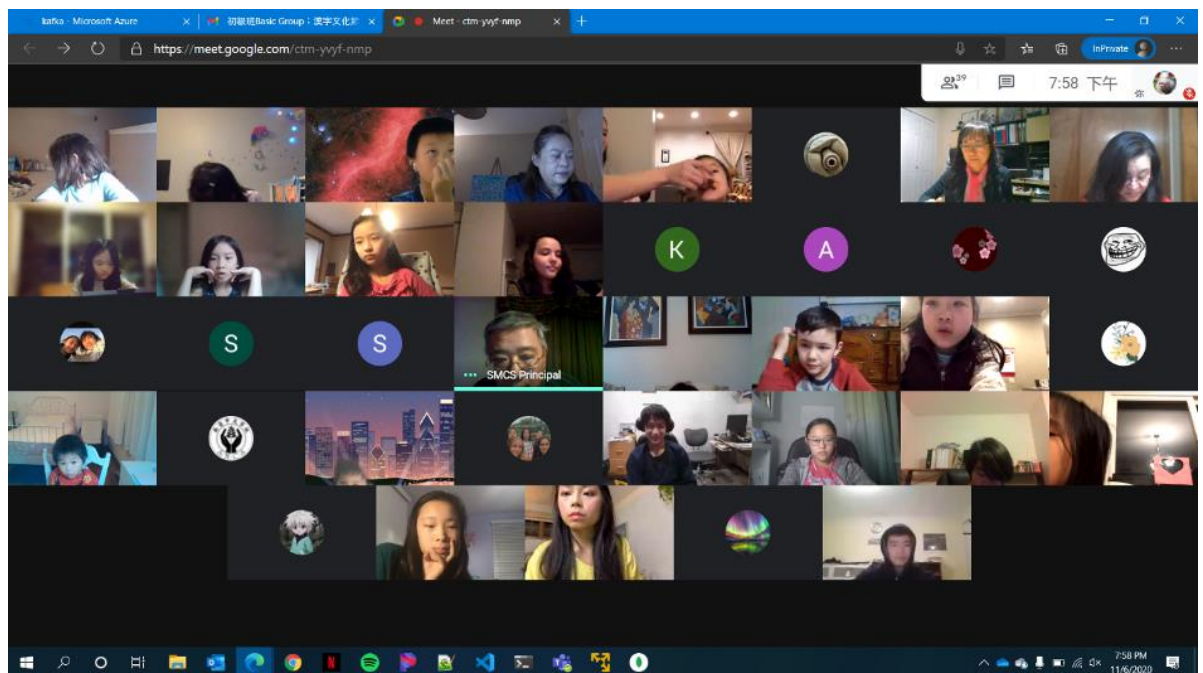 kafka - Microsoft Azure
初級班Basic Group：漢字文化
Meet - ctm-yvyf-nmp
https://meet.google.com/ctm-yvyf-nmp
InPrivate
39
7:58 下午
K
A
S
S
SMCS Principal
N
7:58 PM
11/6/2020